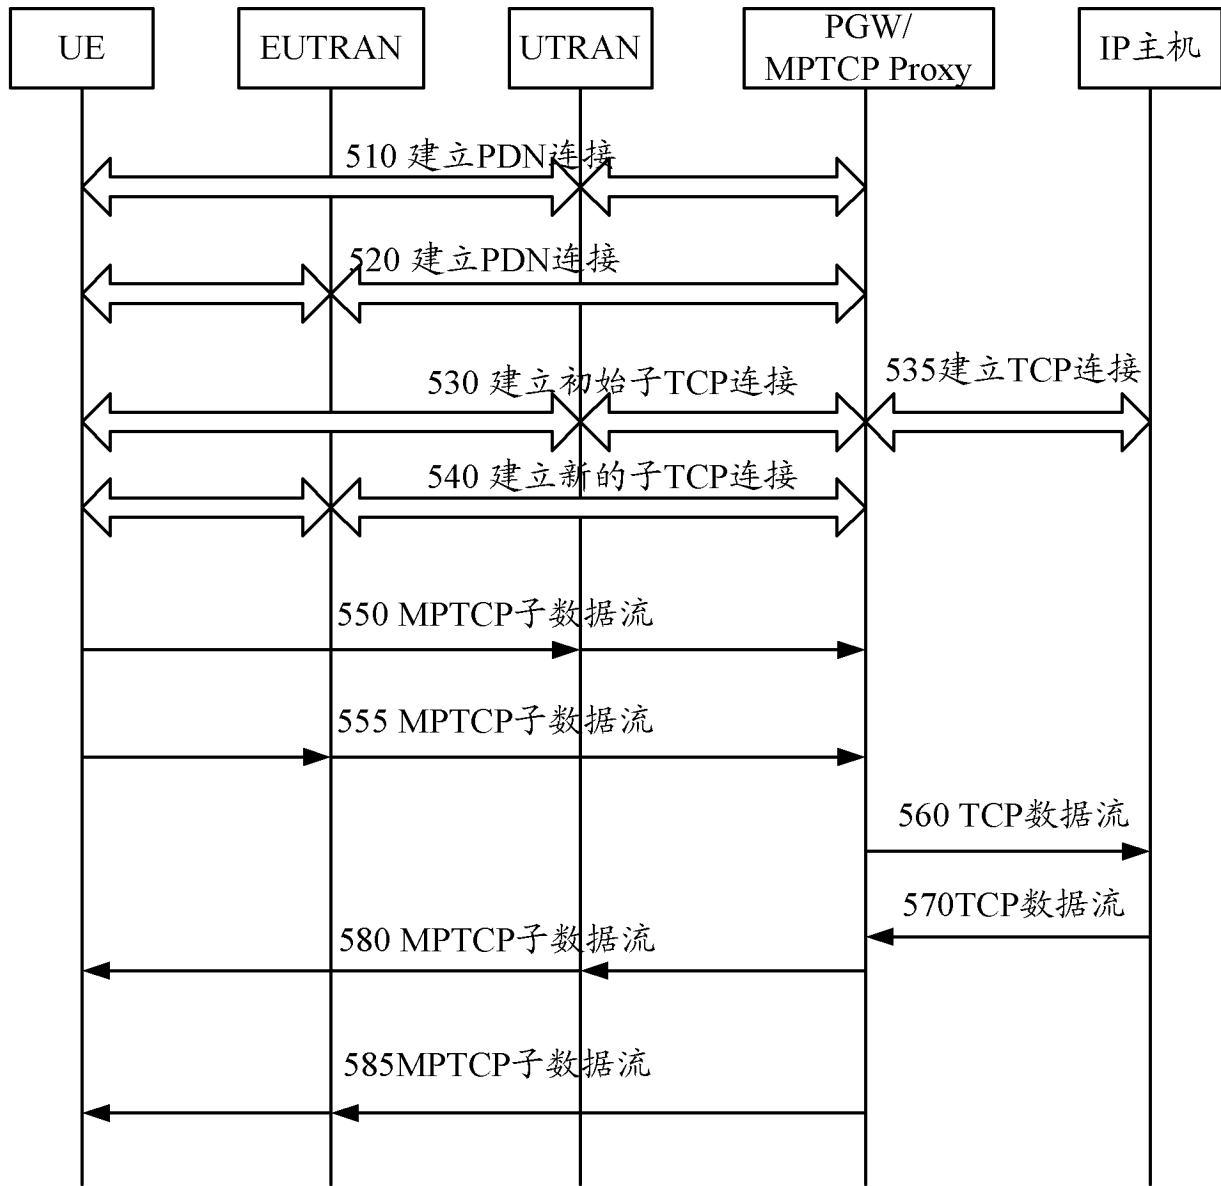 UE
EUTRAN
UTRAN
PGW/
MPTCP Proxy
IP主机
510 建立PDN连接
520 建立PDN连接
530 建立初始子TCP连接
535建立TCP连接
540 建立新的子TCP连接
550 MPTCP子数据流
555 MPTCP子数据流
560 TCP数据流
570TCP数据流
580 MPTCP子数据流
585MPTCP子数据流